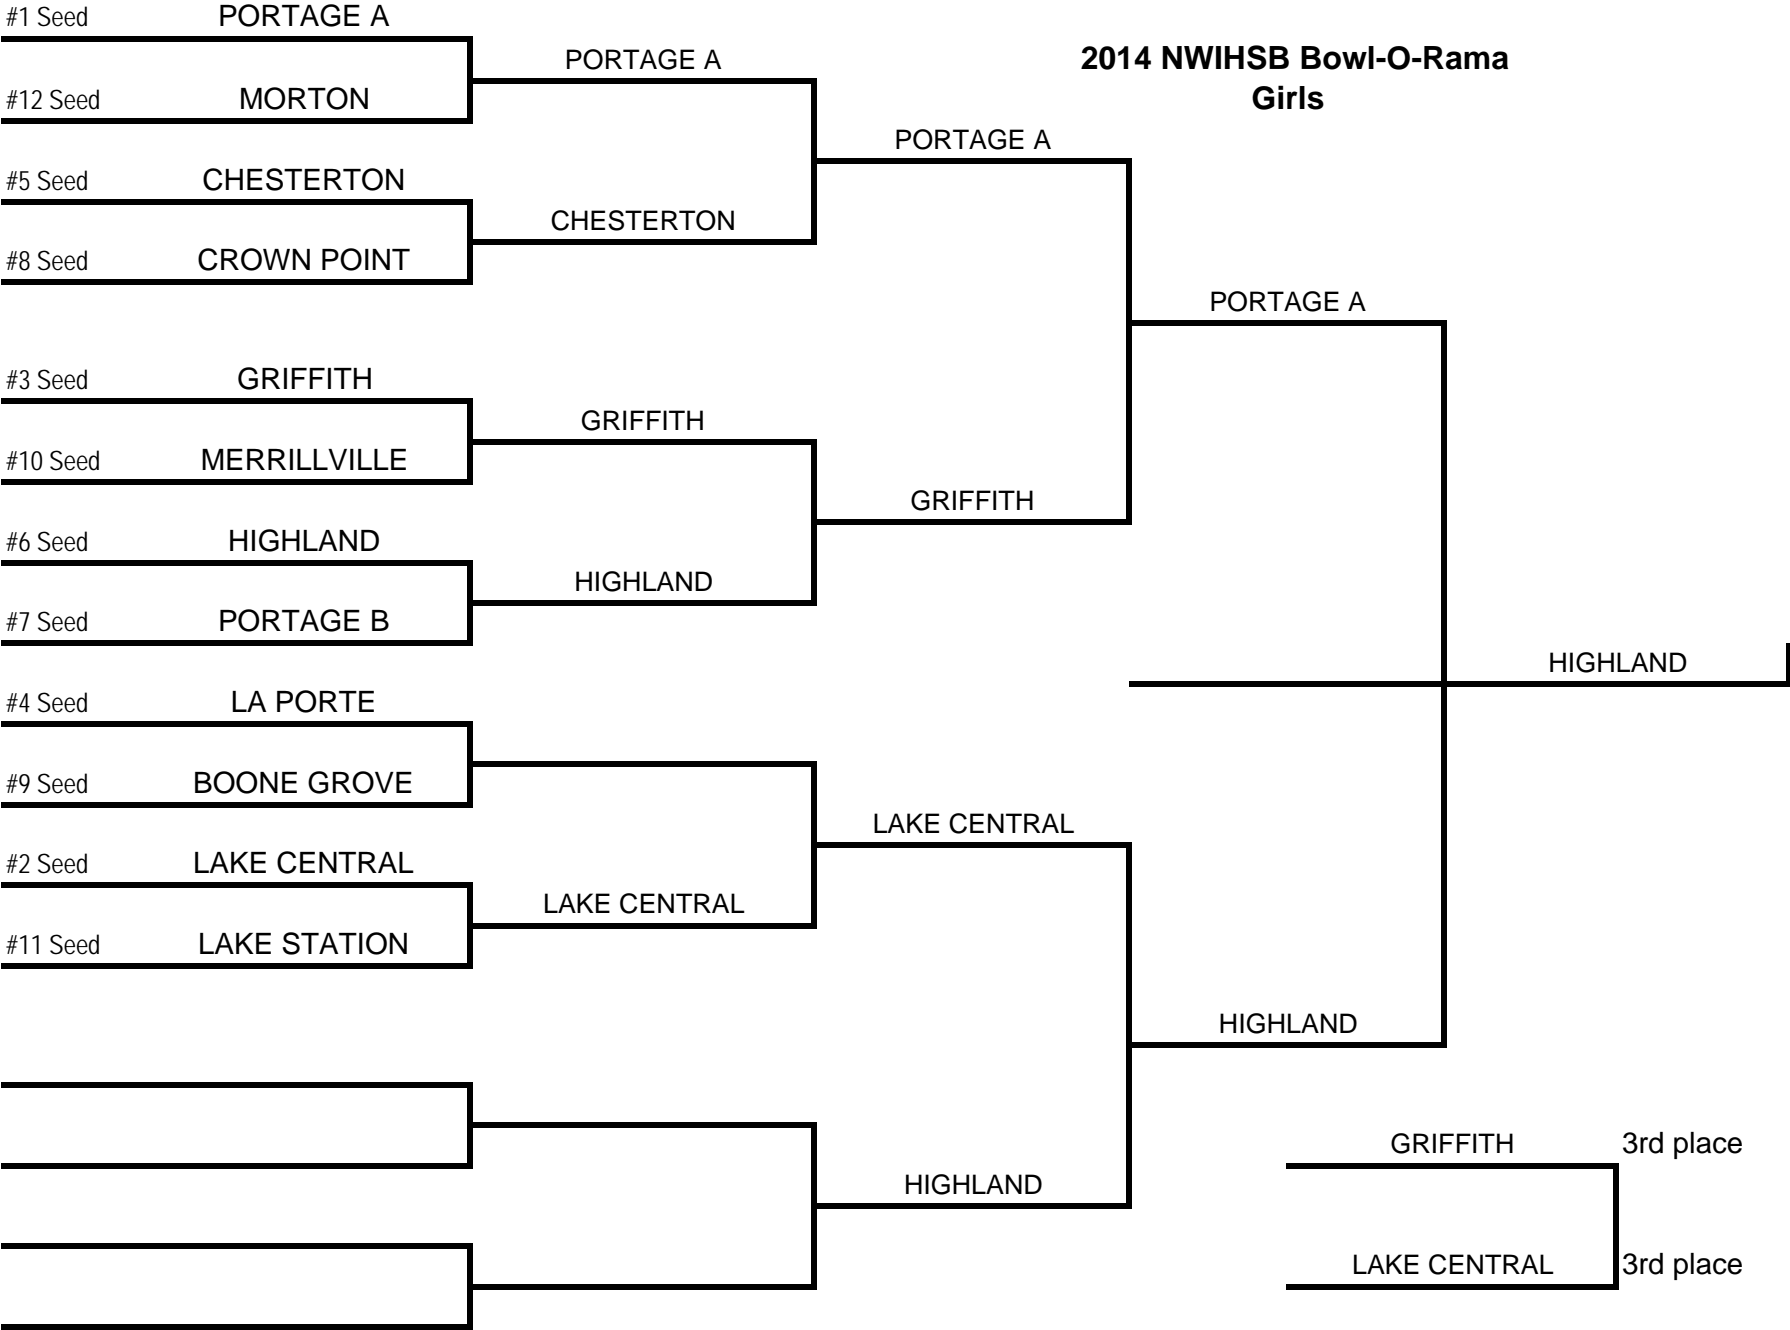 #1 Seed PORTAGE A
PORTAGE A
2014 NWIHSB Bowl-O-Rama
Girls
#12 Seed MORTON
PORTAGE A
#5 Seed CHESTERTON
CHESTERTON
#8 Seed CROWN POINT
PORTAGE A
#3 Seed GRIFFITH
GRIFFITH
#10 Seed MERRILLVILLE
GRIFFITH
#6 Seed HIGHLAND
HIGHLAND
#7 Seed PORTAGE B
HIGHLAND
#4 Seed LA PORTE
#9 Seed BOONE GROVE
LAKE CENTRAL
#2 Seed LAKE CENTRAL
LAKE CENTRAL
#11 Seed LAKE STATION
HIGHLAND
GRIFFITH 3rd place
HIGHLAND
LAKE CENTRAL 3rd place